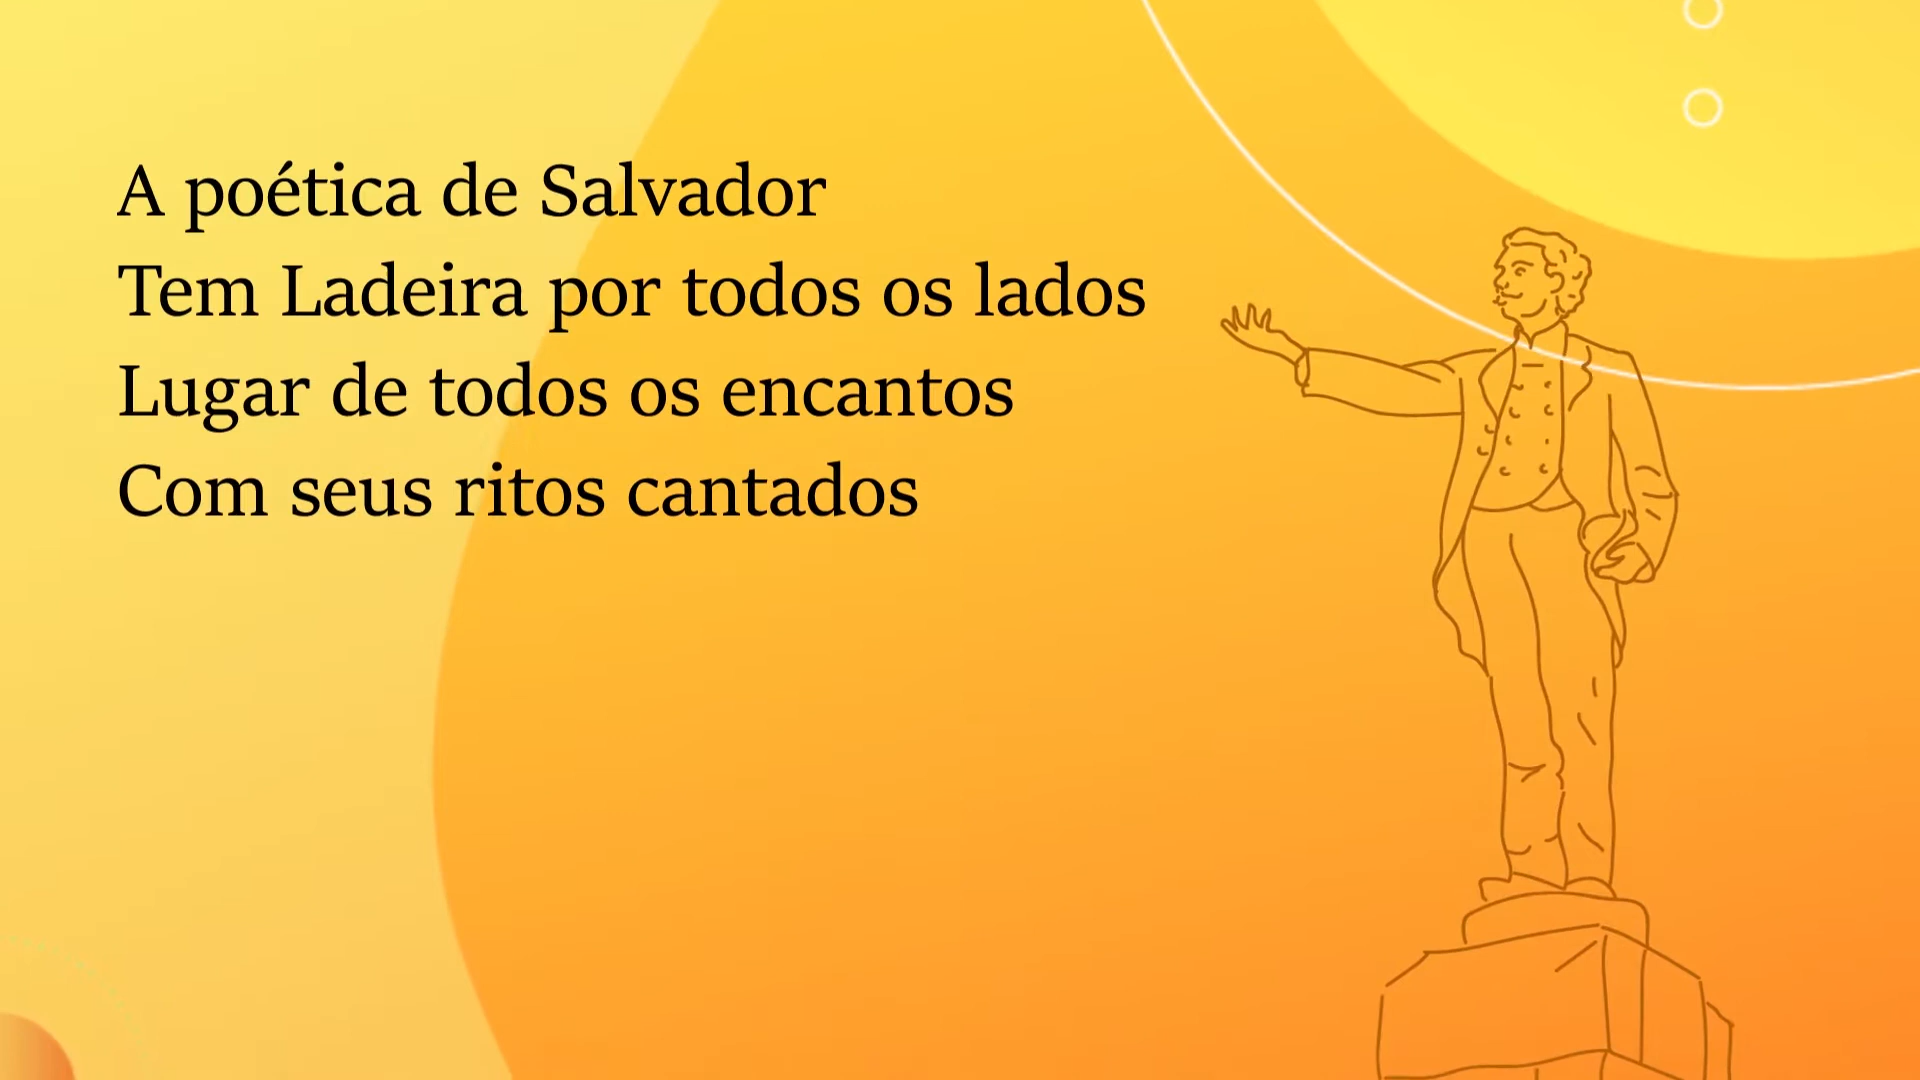 A poética de Salvador
Tem Ladeira por todos os lados
Lugar de todos os encantos
Com seus ritos cantados